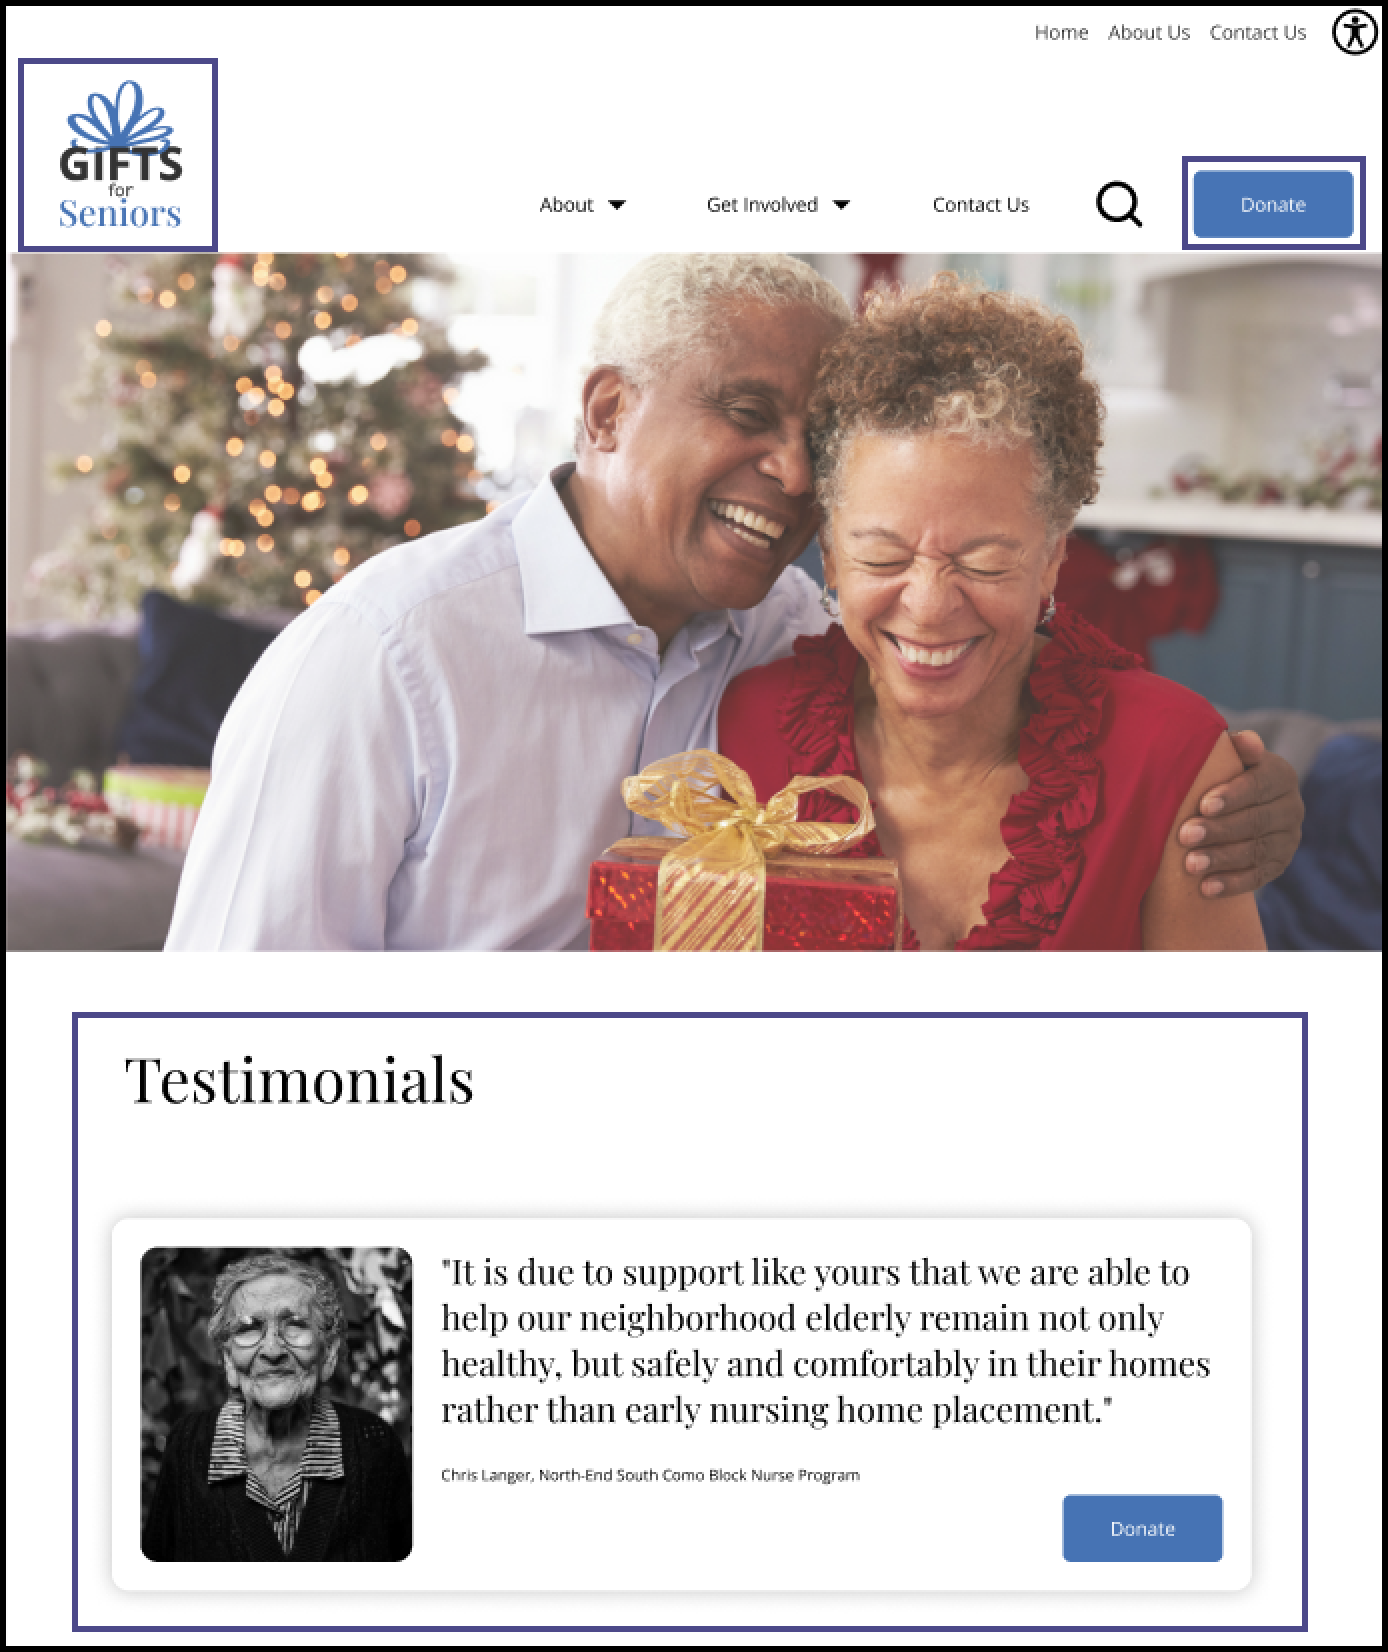 Home About Us Contact Us
GIFTS
for
Seniors
About Get Involved Contact Us Donate
Testimonials
"It is due to support like yours that we are able to
help our neighborhood elderly remain not only
healthy, but safely and comfortably in their homes
rather than early nursing home placement."
Chris Langer, North-End South Como Block Nurse Program
Donate